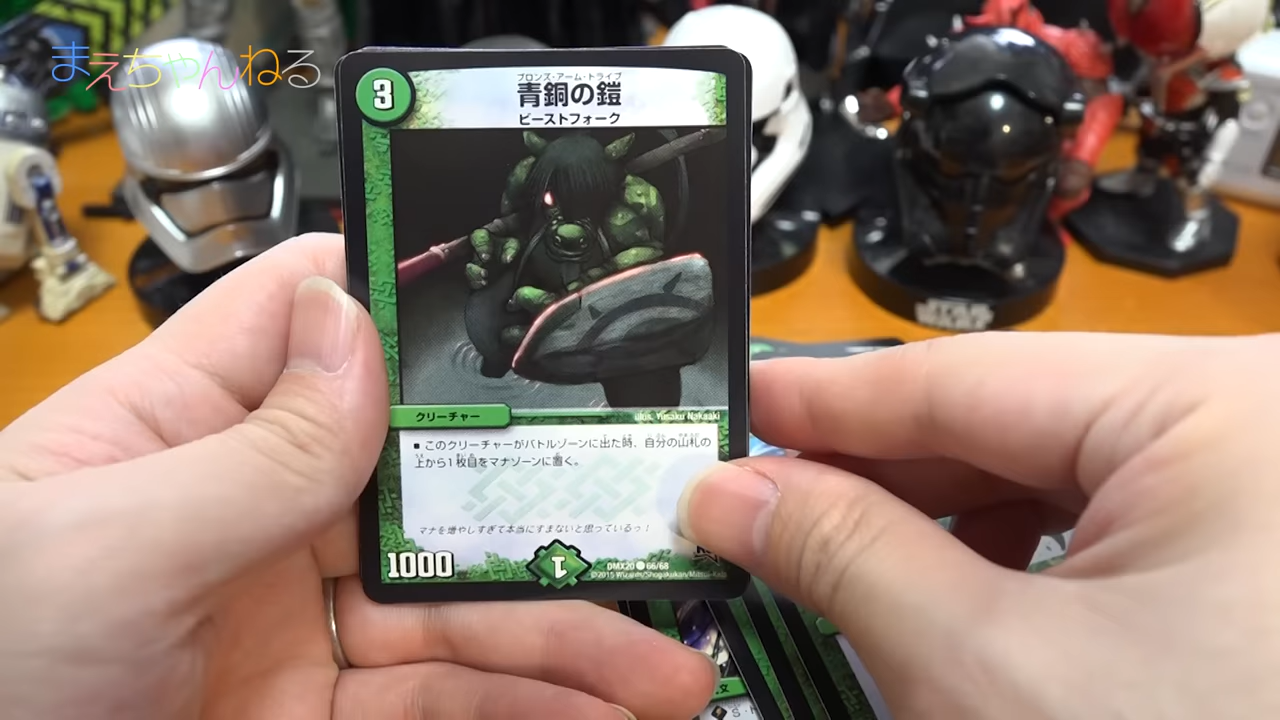 まえちゃんねる
3
ブロンズ・アーム・トライブ
青銅の鎧
ビーストフォーク
クリーチャー
illus. Yusaku Nakaaki
■ このクリーチャーがバトルゾーンに出た時、自分の山札の
上から1枚目をマナゾーンに置く。
マナを増やしすぎて本当にすまないと思っているっ!
1000
1
DMX20 66/68
©2015 Wizards/Shogakukan/Mitsui-Kids
STAR
WARS